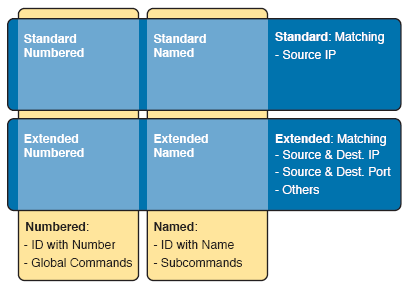 Standard Numbered
Standard Named
Standard: Matching
- Source IP
Extended Numbered
Extended Named
Extended: Matching
- Source & Dest. IP
- Source & Dest. Port
- Others
Numbered:
- ID with Number
- Global Commands
Named:
- ID with Name
- Subcommands